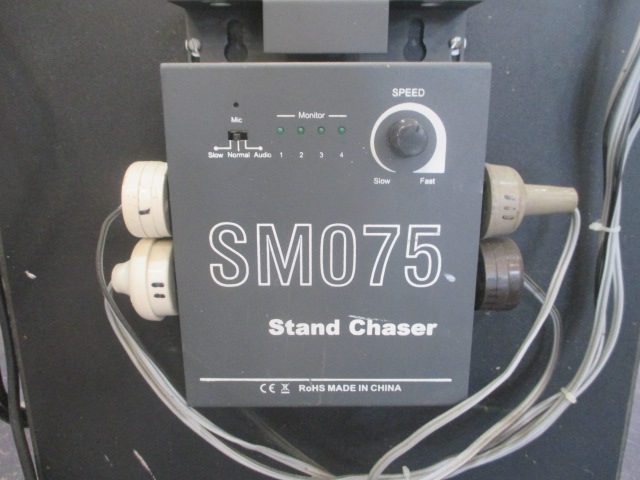 SPEED
Mic
Monitor
Slow Normal Audio
1 2 3 4
Slow Fast
SM075
Stand Chaser
CE RoHS MADE IN CHINA